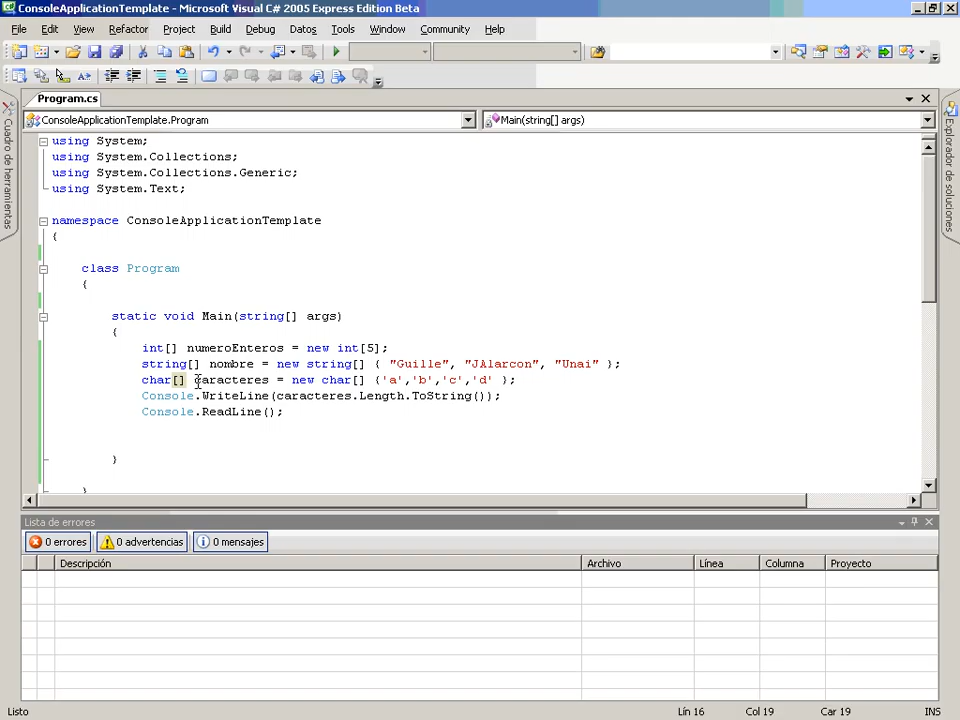 ConsoleApplicationTemplate - Microsoft Visual C# 2005 Express Edition Beta
File Edit View Refactor Project Build Debug Datos Tools Window Community Help
Program.cs
ConsoleApplicationTemplate.Program
Main(string[] args)
Cuadro de herramientas
Explorador de soluciones
using System;
using System.Collections;
using System.Collections.Generic;
using System.Text;
namespace ConsoleApplicationTemplate
{
class Program
{
static void Main(string[] args)
{
int[] numeroEnteros = new int[5];
string[] nombre = new string[] { "Guille", "JAlarcon", "Unai" };
char[] caracteres = new char[] {'a','b','c','d' };
Console.WriteLine(caracteres.Length.ToString());
Console.ReadLine();
}
}
Lista de errores
0 errores 0 advertencias 0 mensajes
Descripción Archivo Línea Columna Proyecto
Listo Lín 16 Col 19 Car 19 INS